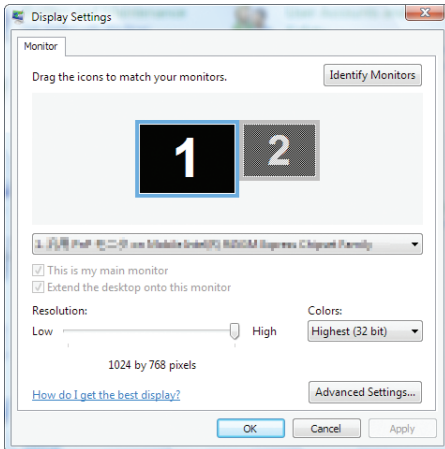 Display Settings
Monitor
Drag the icons to match your monitors.
Identify Monitors
1
2
This is my main monitor
Extend the desktop onto this monitor
Resolution:
Colors:
Low
High
Highest (32 bit)
1024 by 768 pixels
How do I get the best display?
Advanced Settings...
OK
Cancel
Apply